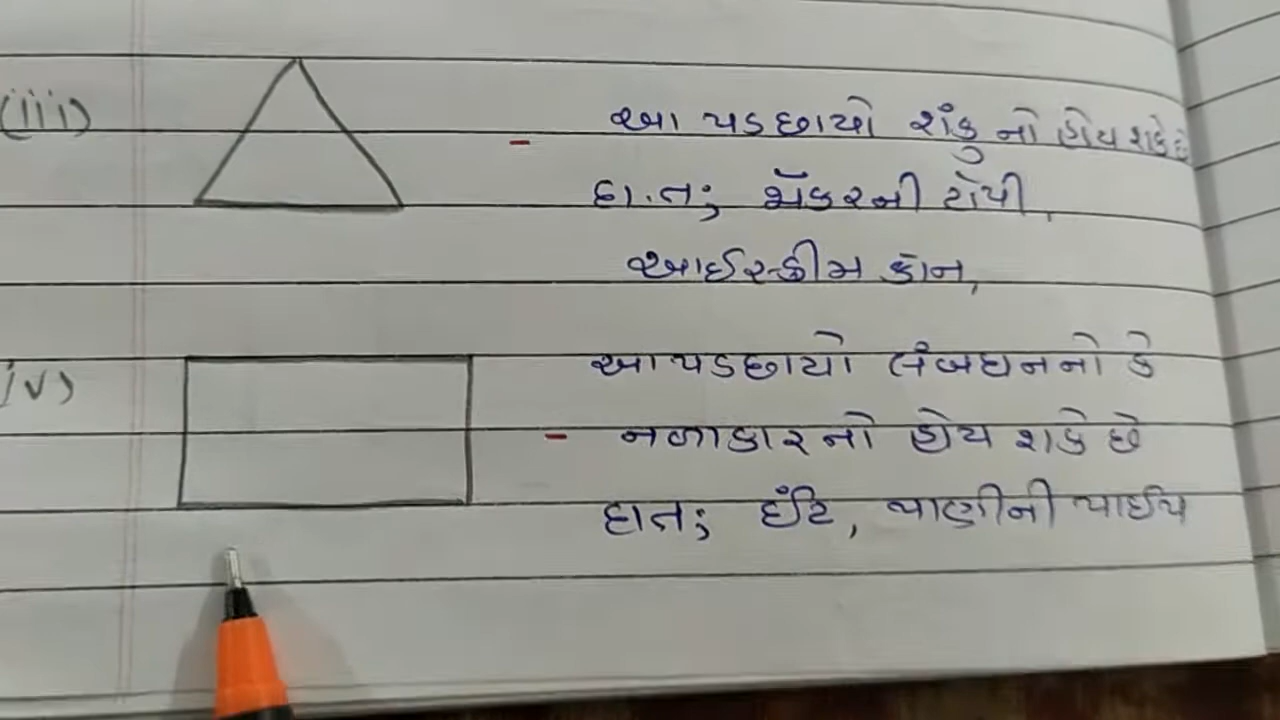 (iii)
આ પડછાયો શંકુ નો હોય શકે છે
દા.ત; જૉકરની ટોપી,
આઈસ્ક્રીમ કોન,
iv)
આ પડછાયો લંબઘનનો કે
નળાકારનો હોય શકે છે
દાત; ઈંટ, પાણીની પાઈપ